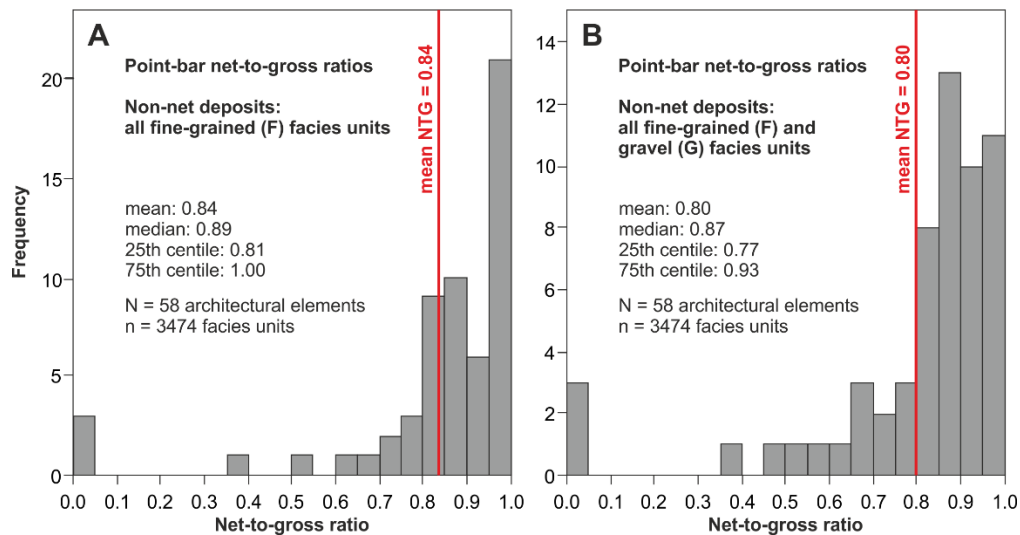 A
Point-bar net-to-gross ratios
Non-net deposits:
all fine-grained (F) facies units
mean: 0.84
median: 0.89
25th centile: 0.81
75th centile: 1.00
N = 58 architectural elements
n = 3474 facies units
mean NTG = 0.84
Frequency
20
15
10
5
0
0.0 0.1 0.2 0.3 0.4 0.5 0.6 0.7 0.8 0.9 1.0
Net-to-gross ratio
B
Point-bar net-to-gross ratios
Non-net deposits:
all fine-grained (F) and
gravel (G) facies units
mean: 0.80
median: 0.87
25th centile: 0.77
75th centile: 0.93
N = 58 architectural elements
n = 3474 facies units
mean NTG = 0.80
14
12
10
8
6
4
2
0
0.0 0.1 0.2 0.3 0.4 0.5 0.6 0.7 0.8 0.9 1.0
Net-to-gross ratio